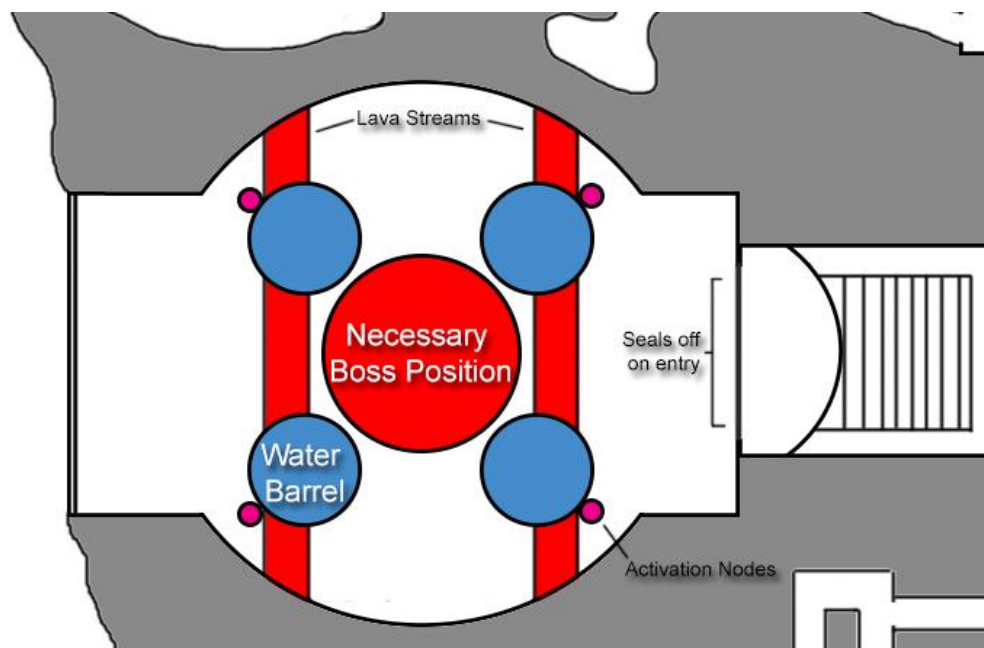 Lava Streams
Necessary
Boss Position
Seals off
on entry
Water
Barrel
Activation Nodes